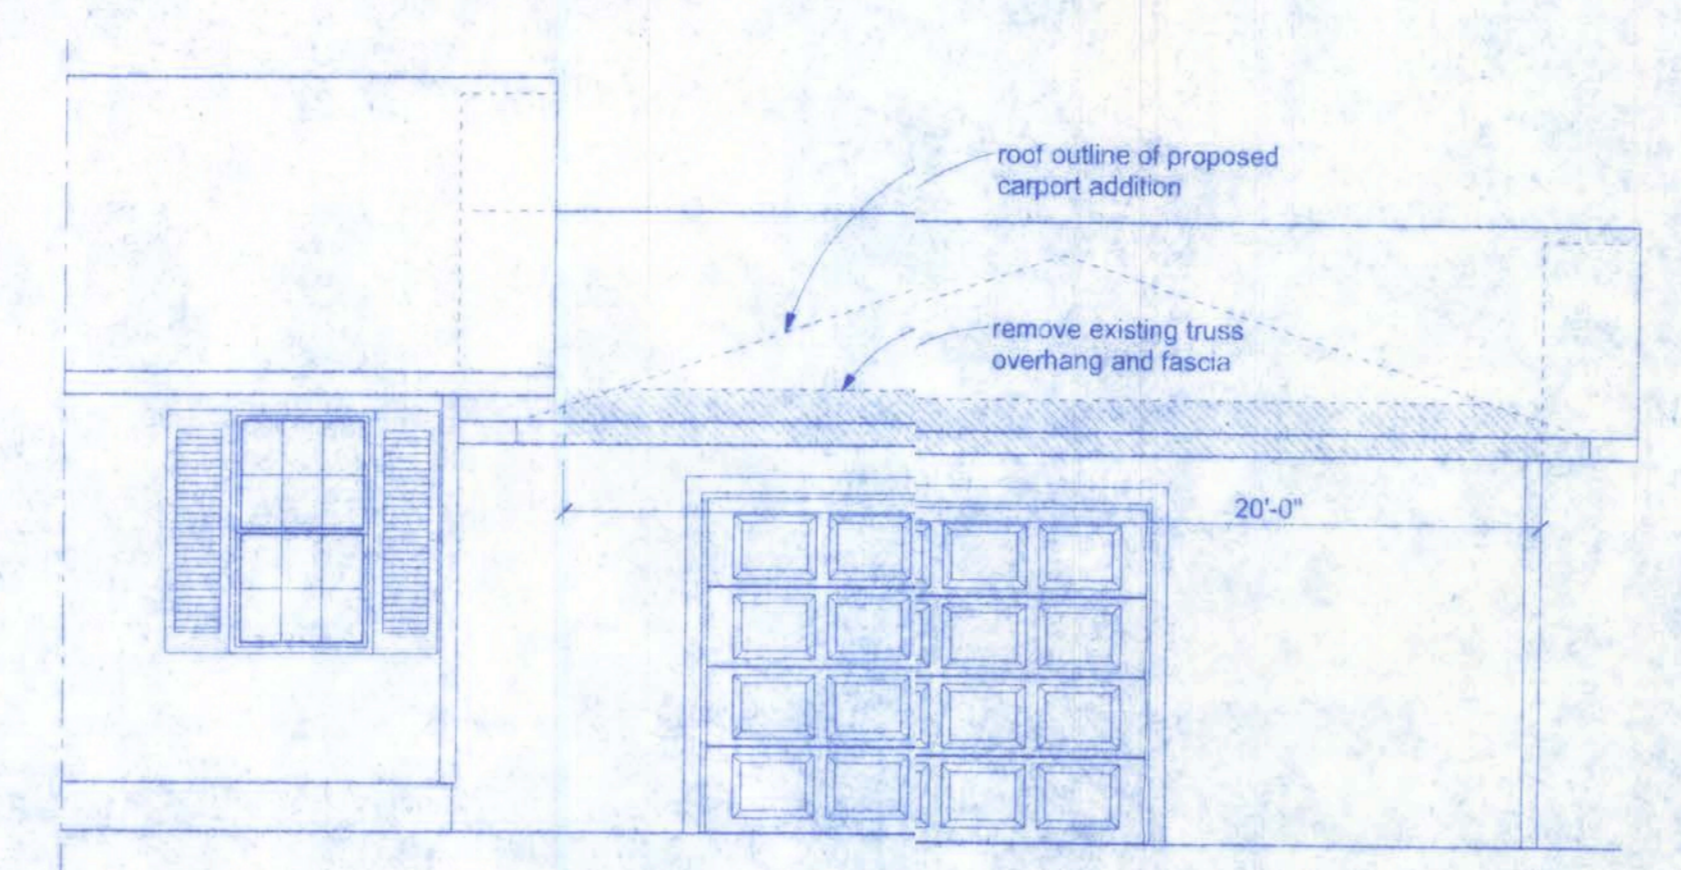 roof outline of proposed
carport addition
remove existing truss
overhang and fascia
20'-0"